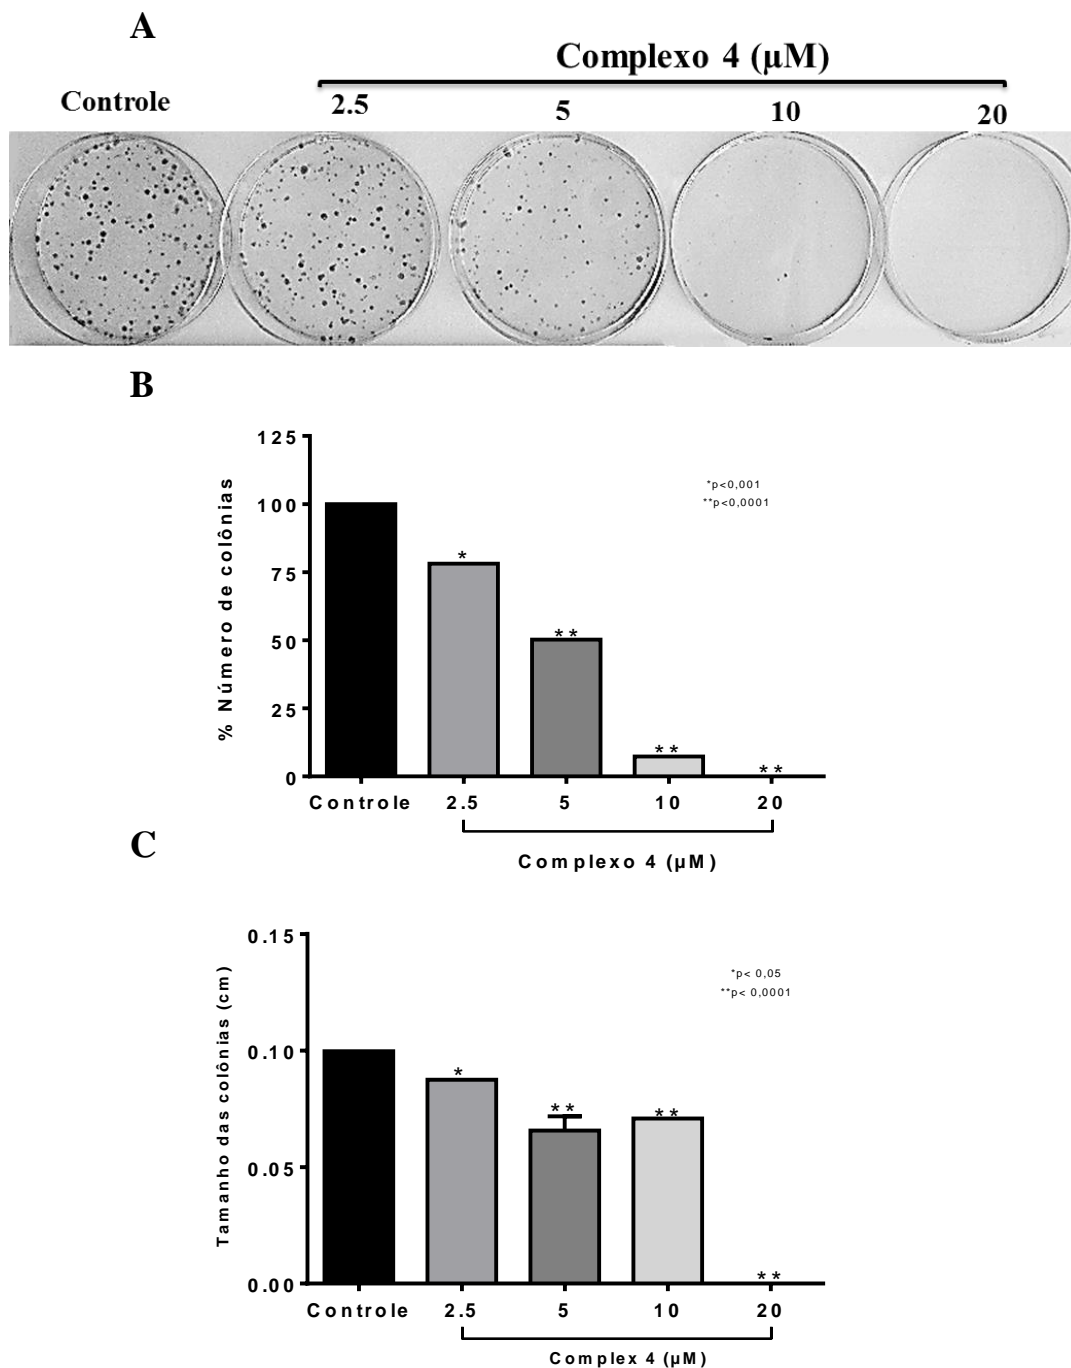 A
Complexo 4 (µM)
Controle
2.5
5
10
20
B
% Número de colônias
125
100
75
50
25
0
*p<0,001
**p<0,0001
*
**
**
**
Controle
2.5
5
10
20
Complexo 4 (µM)
C
Tamanho das colônias (cm)
0.15
0.10
0.05
0.00
*p< 0,05
**p< 0,0001
*
**
**
**
Controle
2.5
5
10
20
Complex 4 (µM)